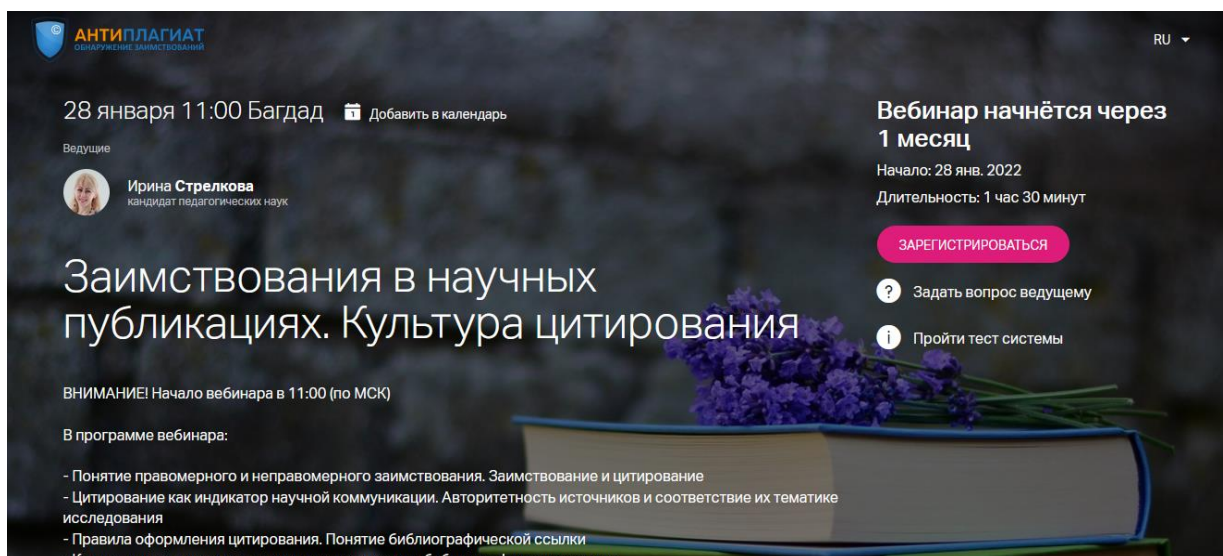 АНТИПЛАГИАТ
ОБНАРУЖЕНИЕ ЗАИМСТВОВАНИЙ
RU
28 января 11:00 Багдад
Добавить в календарь
Ведущие
Ирина Стрелкова
кандидат педагогических наук
Заимствования в научных
публикациях. Культура цитирования
ВНИМАНИЕ! Начало вебинара в 11:00 (по МСК)
В программе вебинара:
- Понятие правомерного и неправомерного заимствования. Заимствование и цитирование
- Цитирование как индикатор научной коммуникации. Авторитетность источников и соответствие их тематике
исследования
- Правила оформления цитирования. Понятие библиографической ссылки
Вебинар начнётся через
1 месяц
Начало: 28 янв. 2022
Длительность: 1 час 30 минут
ЗАРЕГИСТРИРОВАТЬСЯ
? Задать вопрос ведущему
i Пройти тест системы